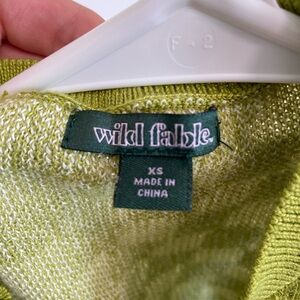 F-2
wild fable.
XS
MADE IN
CHINA